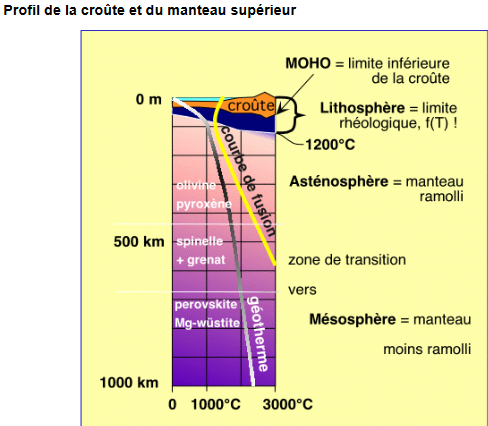 Profil de la croûte et du manteau supérieur
MOHO = limite inférieure
de la croûte
0 m
croûte
Lithosphère = limite
rhéologique, f(T) !
1200°C
courbe de fusion
olivine
pyroxène
Asténosphère = manteau
ramolli
500 km
spinelle
+ grenat
zone de transition
vers
perovskite
Mg-wüstite
géotherme
Mésosphère = manteau
moins ramolli
1000 km
0 1000°C 3000°C